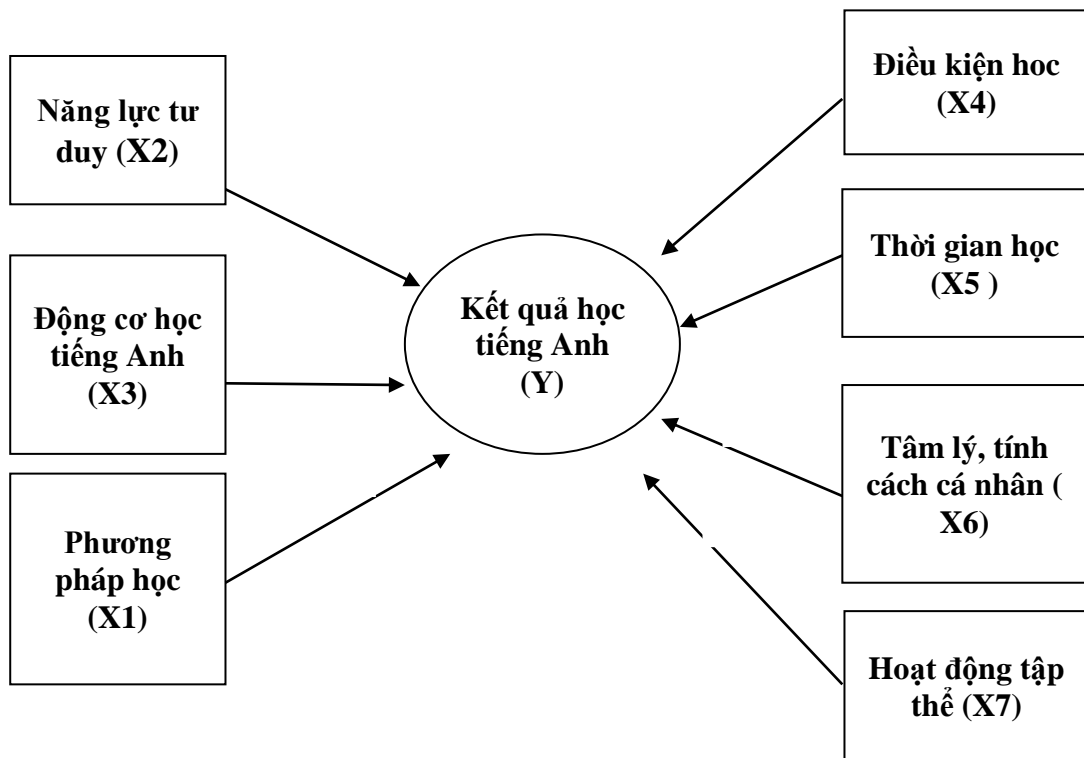 Năng lực tư
duy (X2)
Động cơ học
tiếng Anh
(X3)
Phương
pháp học
(X1)
Kết quả học
tiếng Anh
(Y)
Điều kiện hoc
(X4)
Thời gian học
(X5 )
Tâm lý, tính
cách cá nhân (
X6)
Hoạt động tập
thể (X7)